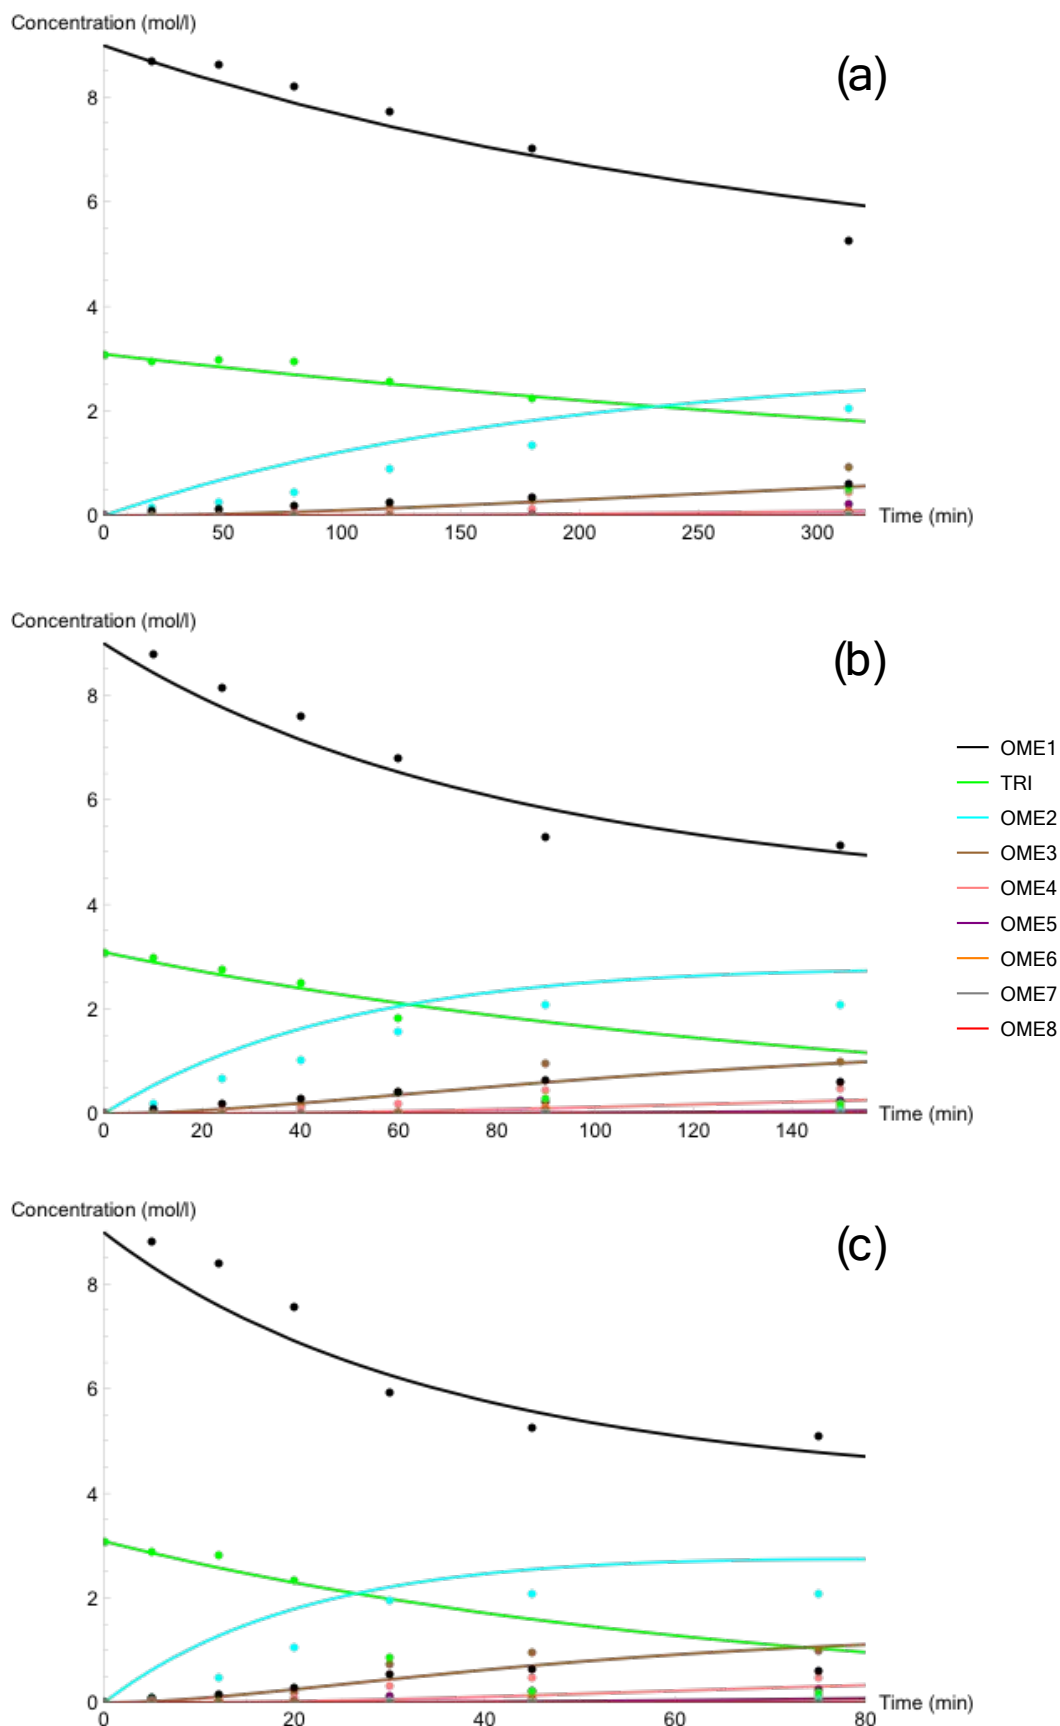 Concentration (mol/l)
(a)
8
6
4
2
0
0 50 100 150 200 250 300
Time (min)
Concentration (mol/l)
(b)
8
6
4
2
0
0 20 40 60 80 100 120 140
Time (min)
OME1
TRI
OME2
OME3
OME4
OME5
OME6
OME7
OME8
Concentration (mol/l)
(c)
8
6
4
2
0
0 20 40 60 80
Time (min)